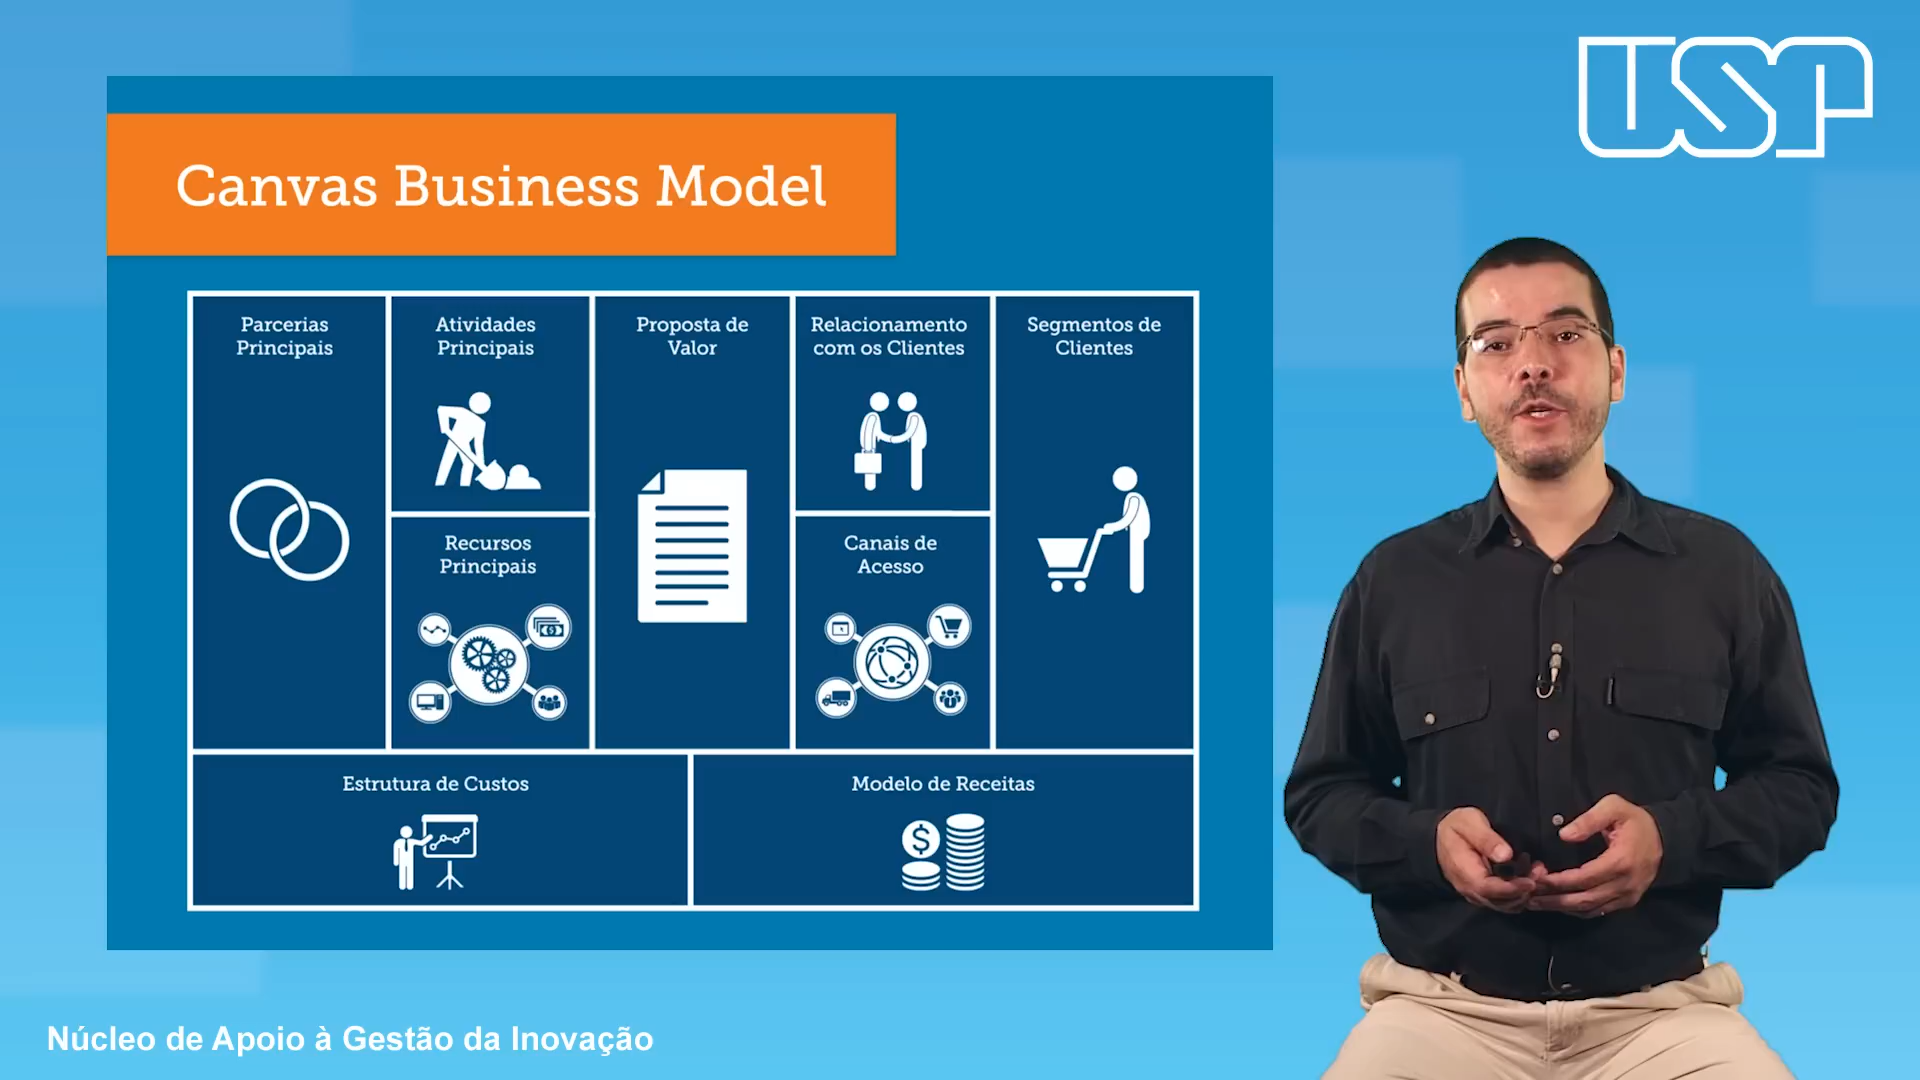 USP
Canvas Business Model
Parcerias
Principais
Atividades
Principais
Proposta de
Valor
Relacionamento
com os Clientes
Segmentos de
Clientes
Recursos
Principais
Canais de
Acesso
Estrutura de Custos
Modelo de Receitas
$
Núcleo de Apoio à Gestão da Inovação